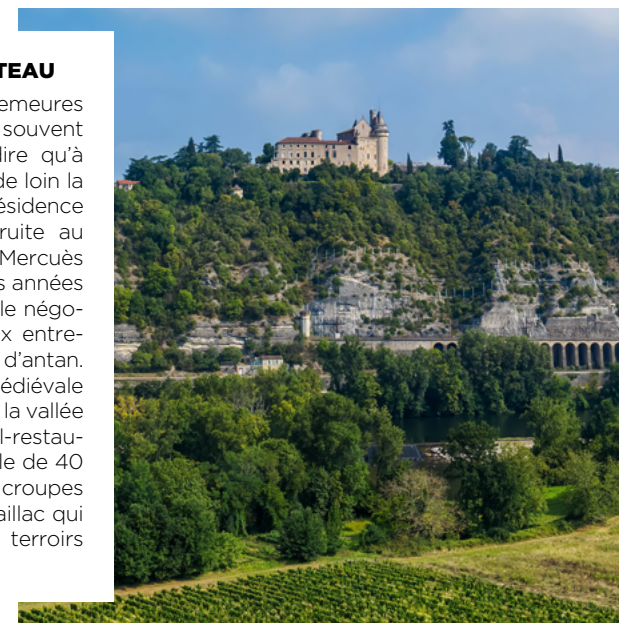 TEAU
emeures
souvent
dire qu'à
de loin la
ésidence
ruite au
Mercuès
s années
le négo-
x entre-
d'antan.
édiévale
la vallée
l-restau-
le de 40
croupes
aillac qui
terroirs